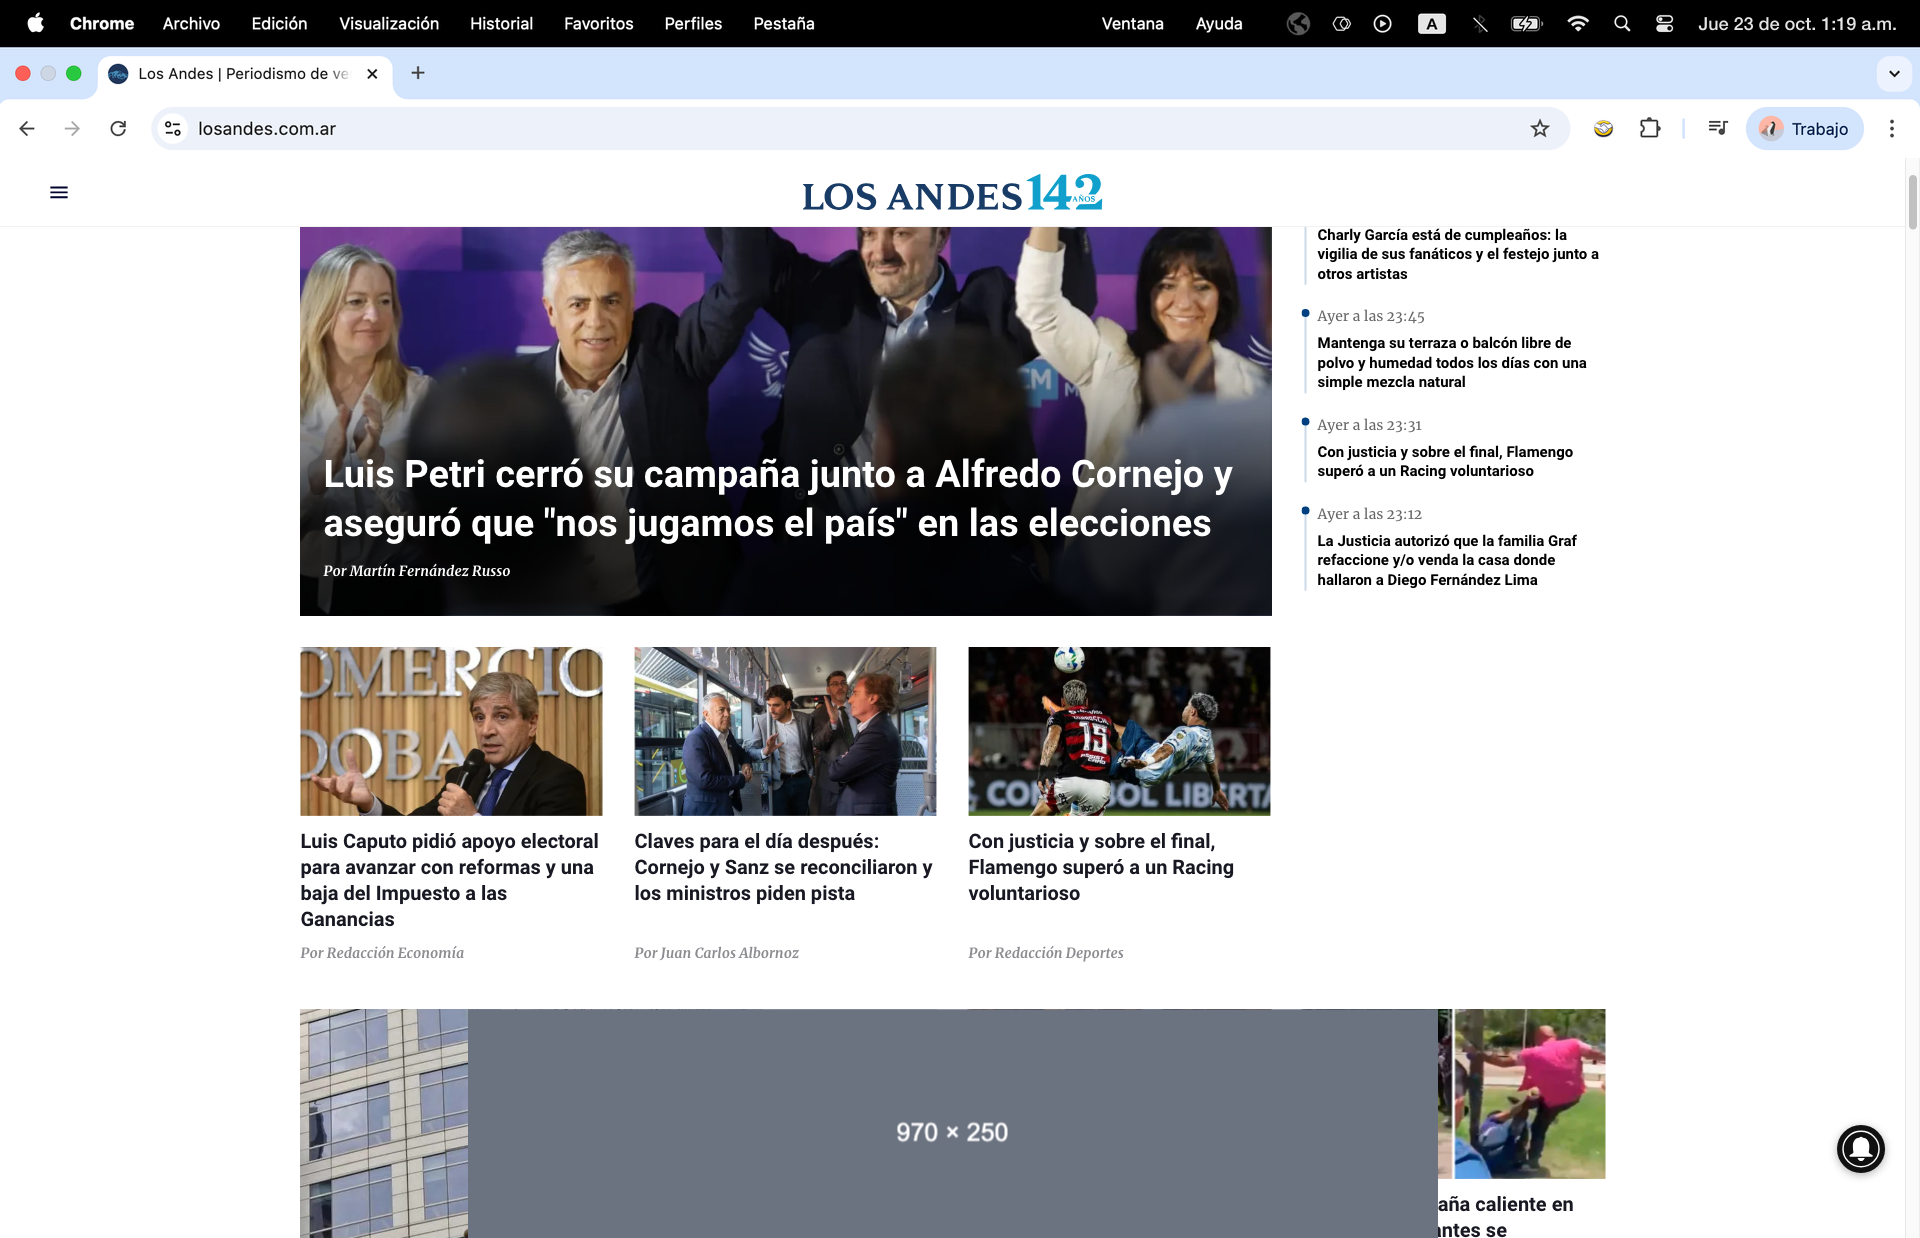 Chrome Archivo Edición Visualización Historial Favoritos Perfiles Pestaña Ventana Ayuda A Jue 23 de oct. 1:19 a.m.
Los Andes | Periodismo de ve
losandes.com.ar
Trabajo
LOS ANDES 142 AÑOS
Luis Petri cerró su campaña junto a Alfredo Cornejo y
aseguró que "nos jugamos el país" en las elecciones
Por Martín Fernández Russo
Charly García está de cumpleaños: la
vigilia de sus fanáticos y el festejo junto a
otros artistas
Ayer a las 23:45
Mantenga su terraza o balcón libre de
polvo y humedad todos los días con una
simple mezcla natural
Ayer a las 23:31
Con justicia y sobre el final, Flamengo
superó a un Racing voluntarioso
Ayer a las 23:12
La Justicia autorizó que la familia Graf
refaccione y/o venda la casa donde
hallaron a Diego Fernández Lima
OMERCIO
DOBA
Luis Caputo pidió apoyo electoral
para avanzar con reformas y una
baja del Impuesto a las
Ganancias
Por Redacción Economía
Claves para el día después:
Cornejo y Sanz se reconciliaron y
los ministros piden pista
Por Juan Carlos Albornoz
15
CO
BOL LIBERTA
Con justicia y sobre el final,
Flamengo superó a un Racing
voluntarioso
Por Redacción Deportes
970 × 250
aña caliente en
antes se